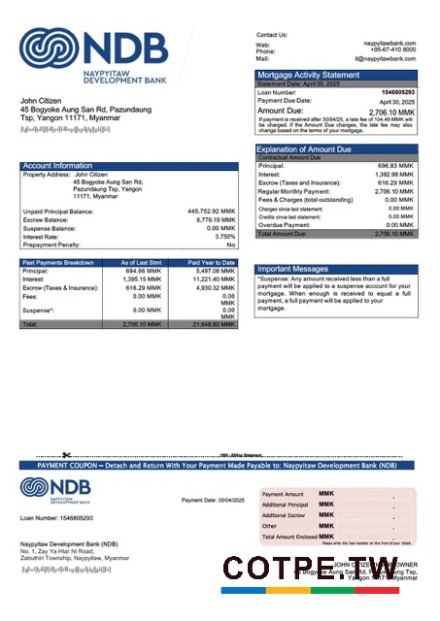 NDB
NAYPYITAW
DEVELOPMENT BANK
Contact Us:
Web: naypyitawbank.com
Phone: +95-67-410 8000
Mail: it@naypyitawbank.com
John Citizen
45 Bogyoke Aung San Rd, Pazundaung
Tsp, Yangon 11171, Myanmar
Mortgage Activity Statement
Statement Date: April 05, 2025
Loan Number: 1546805293
Payment Due Date: April 30, 2025
Amount Due: 2,706.10 MMK
If payment is received after 30/04/25, a late fee of 104.49 MMK will
be charged. If the Amount Due changes, the late fee may also
change based on the terms of your mortgage.
Explanation of Amount Due
Contractual Amount Due
Principal: 696.83 MMK
Interest: 1,392.98 MMK
Escrow (Taxes and Insurance): 616.29 MMK
Regular Monthly Payment: 2,706.10 MMK
Fees & Charges (total outstanding) 0.00 MMK
Charges since last statement: 0.00 MMK
Credits since last statement: 0.00 MMK
Overdue Payment: 0.00 MMK
Total Amount Due: 2,706.10 MMK
Account Information
Property Address: John Citizen
45 Bogyoke Aung San Rd,
Pazundaung Tsp, Yangon
11171, Myanmar
Unpaid Principal Balance: 445,752.92 MMK
Escrow Balance: 6,779.19 MMK
Suspense Balance: 0.00 MMK
Interest Rate: 3.750%
Prepayment Penalty: No
Past Payments Breakdown As of Last Stmt Paid Year to Date
Principal: 694.66 MMK 5,497.08 MMK
Interest: 1,395.15 MMK 11,221.40 MMK
Escrow (Taxes & Insurance): 616.29 MMK 4,930.32 MMK
Fees: 0.00 MMK 0.00
MMK
Suspense*: 0.00 MMK 0.00
MMK
Total: 2,706.10 MMK 21,648.80 MMK
Important Messages
*Suspense: Any amount received less than a full
payment will be applied to a suspense account for your
mortgage. When enough is received to equal a full
payment, a full payment will be applied to your
mortgage.
PAYMENT COUPON – Detach and Return With Your Payment Made Payable to: Naypyitaw Development Bank (NDB)
NDB
NAYPYITAW
DEVELOPMENT BANK
Payment Date: 05/04/2025
Loan Number: 1546805293
Payment Amount MMK
Additional Principal MMK
Additional Escrow MMK
Other MMK
Total Amount Enclosed MMK
Please write the loan number on the front of your check
Naypyitaw Development Bank (NDB)
No. 1, Zay Ya Htar Ni Road,
Zabuthiri Township, Naypyitaw, Myanmar
COTPE.TW